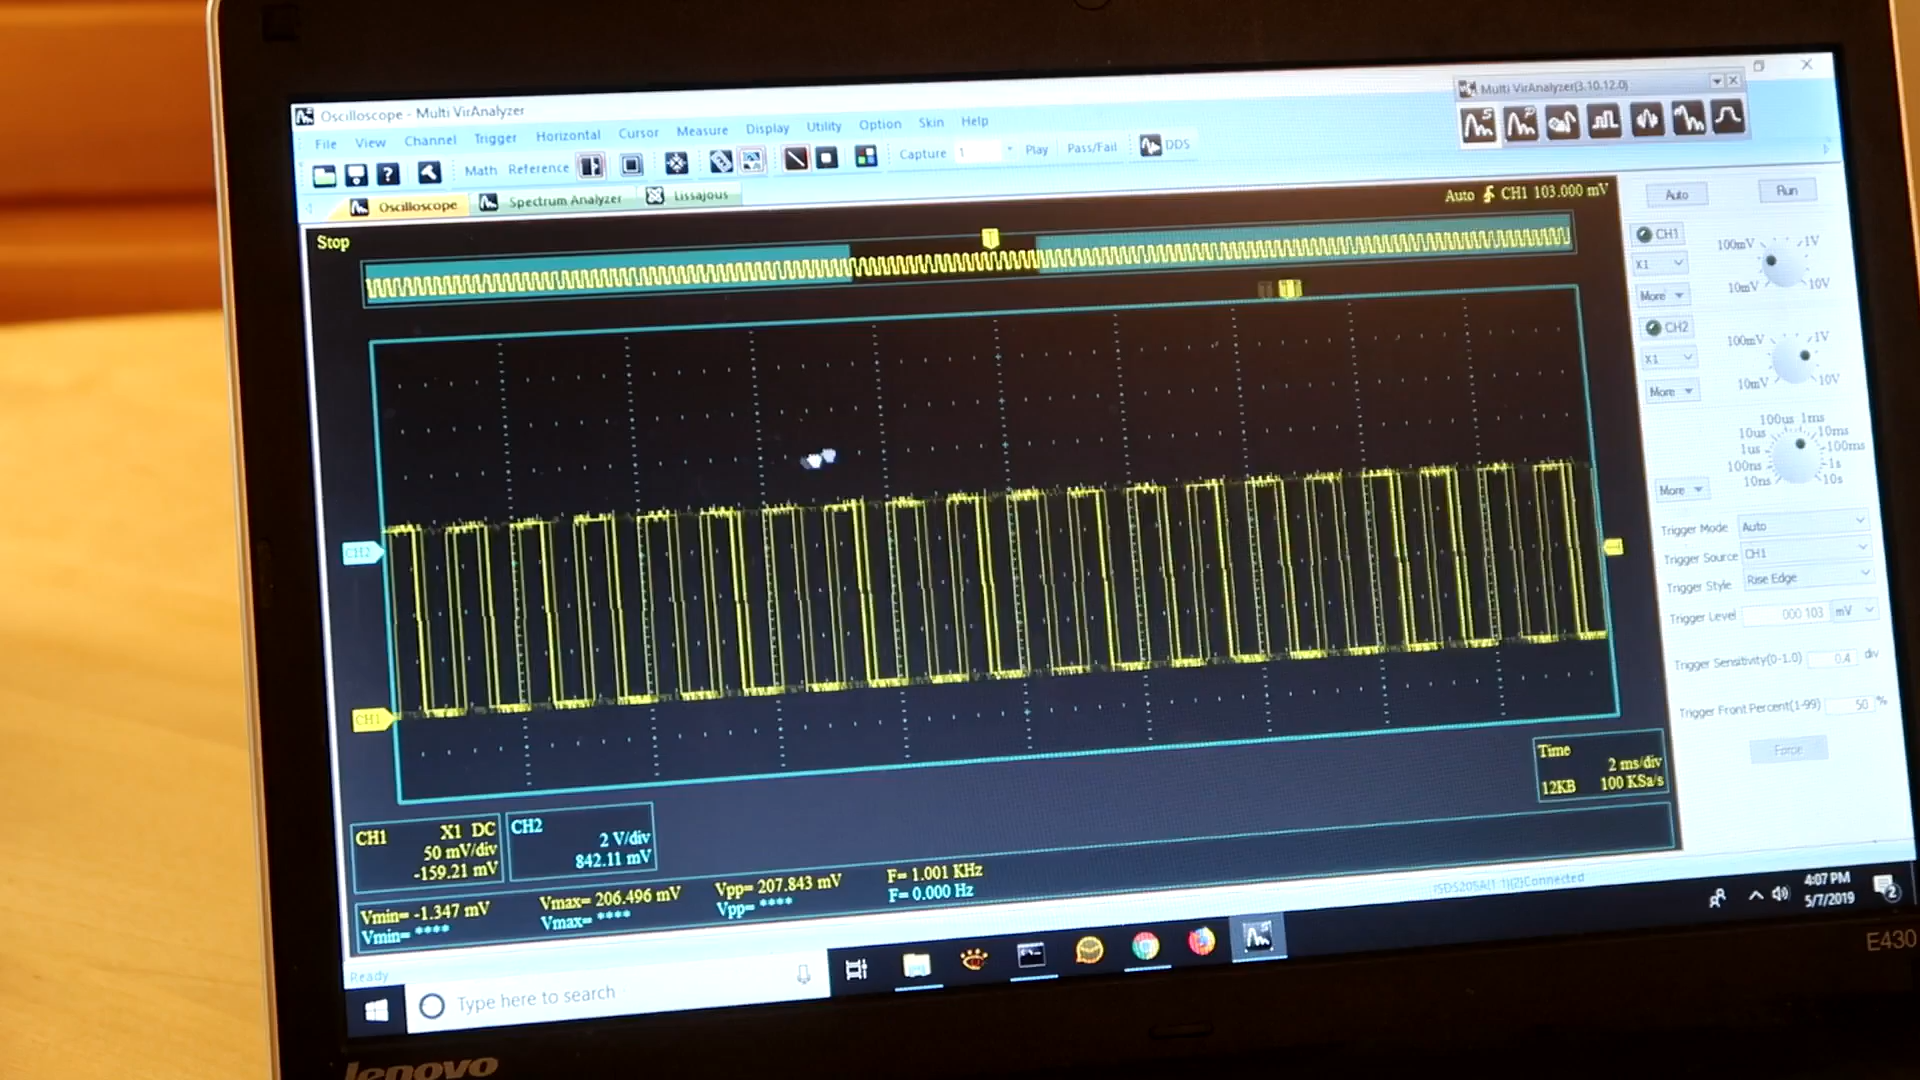 Oscilloscope - Multi VirAnalyzer
Multi VirAnalyzer(3.10.12.0)
File View Channel Trigger Horizontal Cursor Measure Display Utility Option Skin Help
Math Reference Capture 1 Play Pass/Fail DDS
Oscilloscope Spectrum Analyzer Lissajous
Stop
Auto CH1 103.000 mV
Auto Run
CH1
X1
More
100mV 1V
10mV 10V
CH2
X1
More
100mV 1V
10mV 10V
100us 1ms
10us 10ms
1us 100ms
100ns 1s
10ns 10s
More
Trigger Mode Auto
Trigger Source CH1
Trigger Style Rise Edge
Trigger Level 000 103 mV
Trigger Sensitivity(0-1.0) 0.4 div
Trigger Front Percent(1-99) 50 %
Force
CH2
CH1
Time
2 ms/div
12KB 100 KSa/s
CH1 X1 DC
50 mV/div
-159.21 mV
CH2
2 V/div
842.11 mV
Vmin= -1.347 mV Vmax= 206.496 mV Vpp= 207.843 mV F= 1.001 KHz
Vmin= **** Vmax= **** Vpp= **** F= 0.000 Hz
Ready
Type here to search
4:07 PM
5/7/2019
2
E430
lenovo